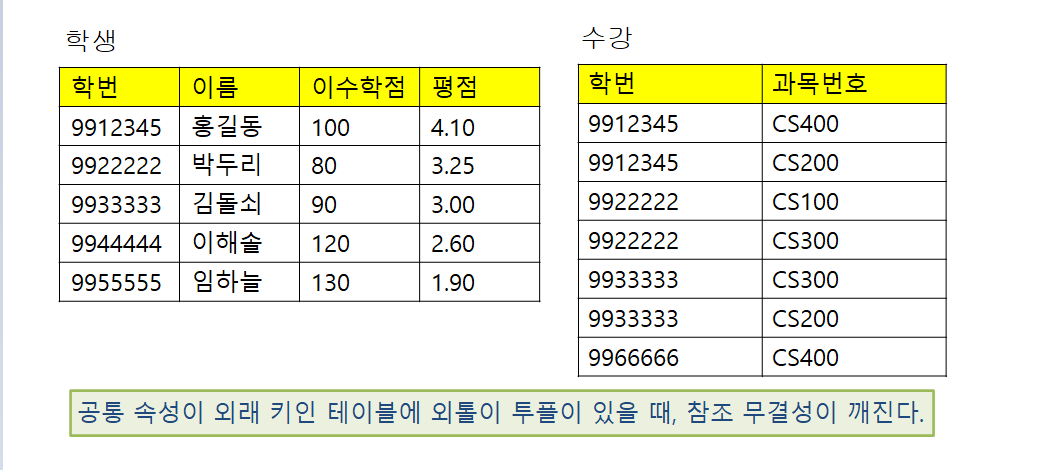 학생
학번 이름 이수학점 평점
9912345 홍길동 100 4.10
9922222 박두리 80 3.25
9933333 김돌쇠 90 3.00
9944444 이해솔 120 2.60
9955555 임하늘 130 1.90
수강
학번 과목번호
9912345 CS400
9912345 CS200
9922222 CS100
9922222 CS300
9933333 CS300
9933333 CS200
9966666 CS400
공통 속성이 외래 키인 테이블에 외톨이 투플이 있을 때, 참조 무결성이 깨진다.